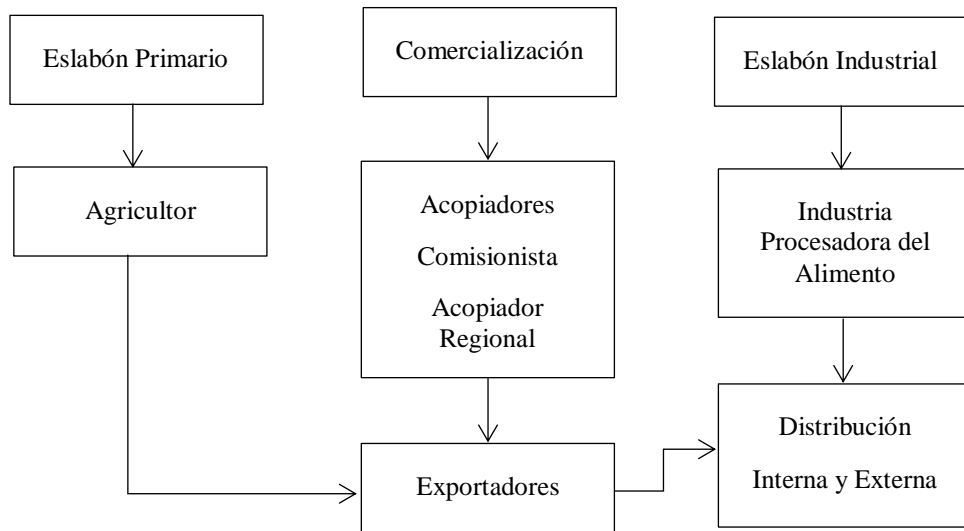 Eslabón Primario
Comercialización
Eslabón Industrial
Agricultor
Acopiadores
Comisionista
Acopiador
Regional
Industria
Procesadora del
Alimento
Exportadores
Distribución
Interna y Externa